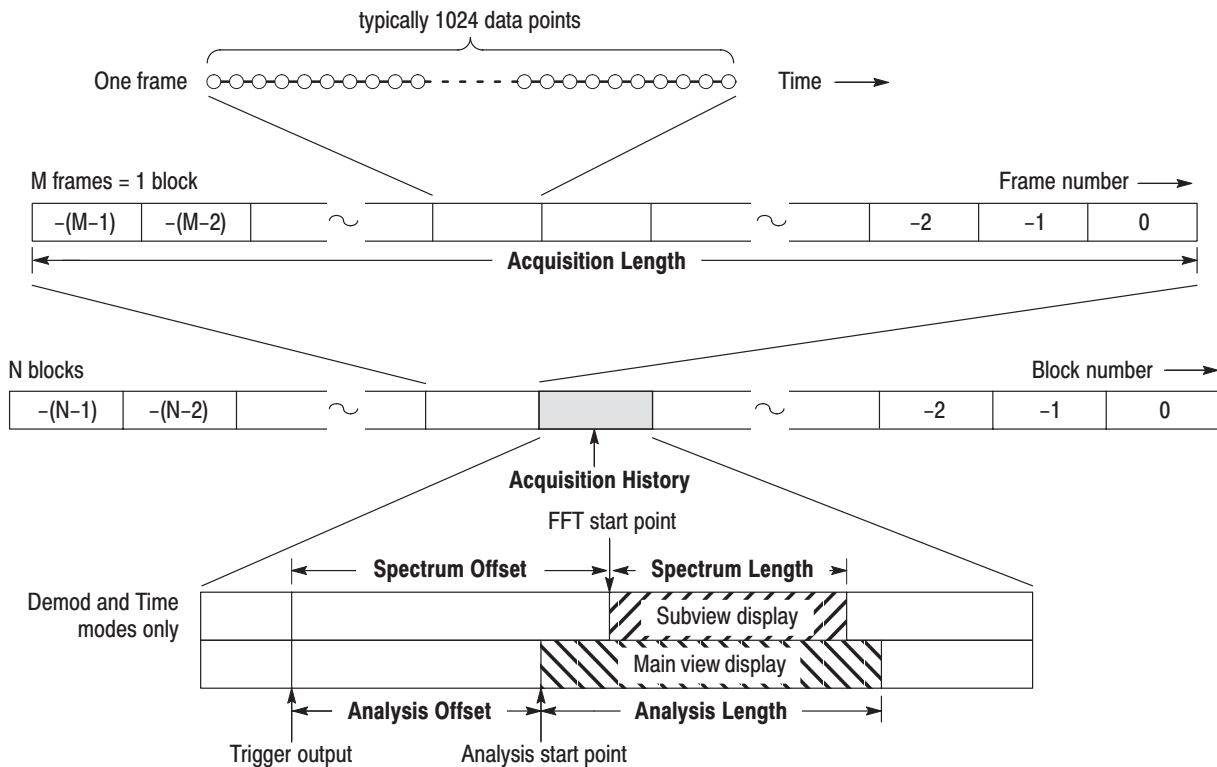 typically 1024 data points
One frame
Time
M frames = 1 block
Frame number
−(M−1) −(M−2) −2 −1 0
Acquisition Length
N blocks
Block number
−(N−1) −(N−2) −2 −1 0
Acquisition History
FFT start point
Spectrum Offset Spectrum Length
Demod and Time
modes only
Subview display
Main view display
Analysis Offset Analysis Length
Trigger output Analysis start point